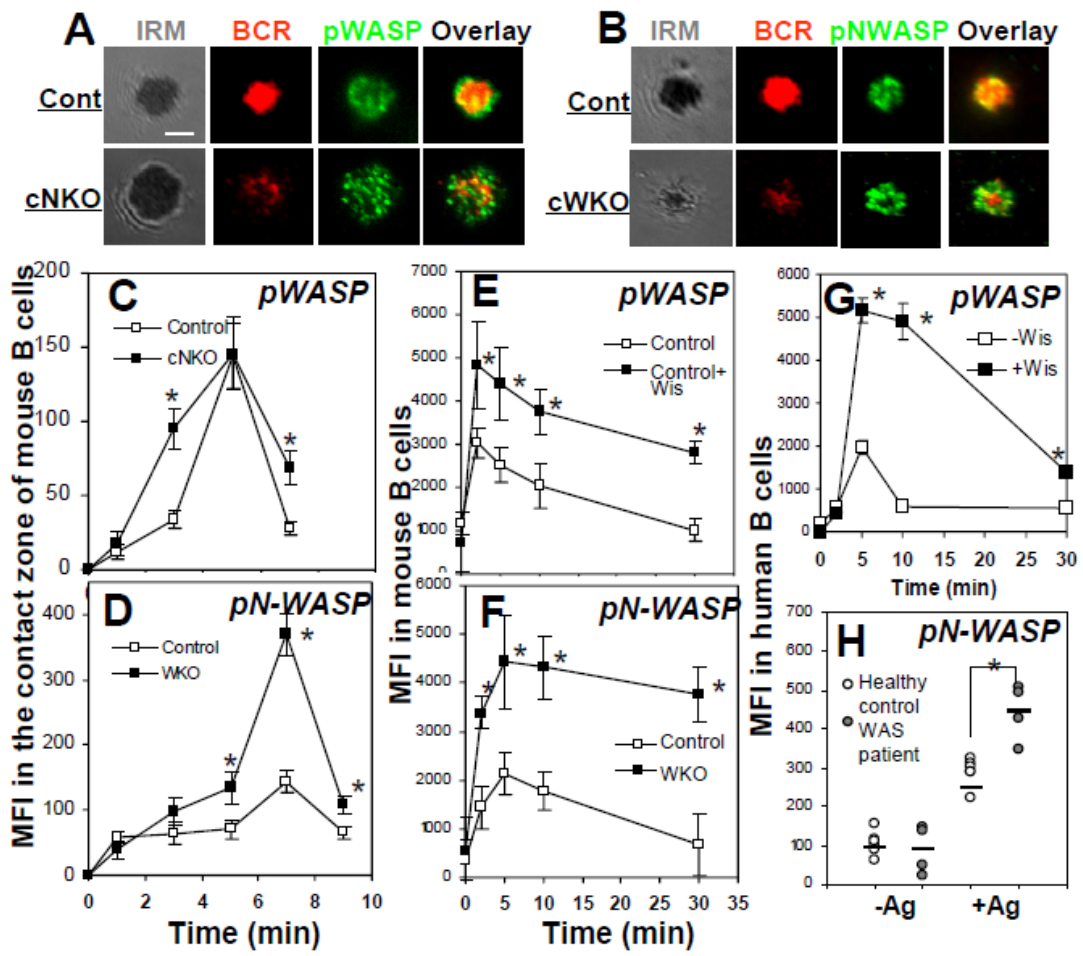 A
IRM BCR pWASP Overlay
Cont
cNKO
B
IRM BCR pNWASP Overlay
Cont
cWKO
MFI in the contact zone of mouse B cells
C
pWASP
Control
cNKO
*
*
200
150
100
50
0
D
pN-WASP
Control
WKO
*
*
*
400
300
200
100
0
0 2 4 6 8 10
Time (min)
MFI in mouse B cells
E
pWASP
Control
Control+
Wis
*
*
*
*
7000
6000
5000
4000
3000
2000
1000
0
F
pN-WASP
Control
WKO
*
*
*
*
6000
5000
4000
3000
2000
1000
0
0 5 10 15 20 25 30 35
Time (min)
MFI in human B cells
G
pWASP
-Wis
+Wis
*
*
*
6000
5000
4000
3000
2000
1000
0
0 5 10 15 20 25 30
Time (min)
H
pN-WASP
Healthy
control
WAS
patient
*
700
600
500
400
300
200
100
0
-Ag +Ag